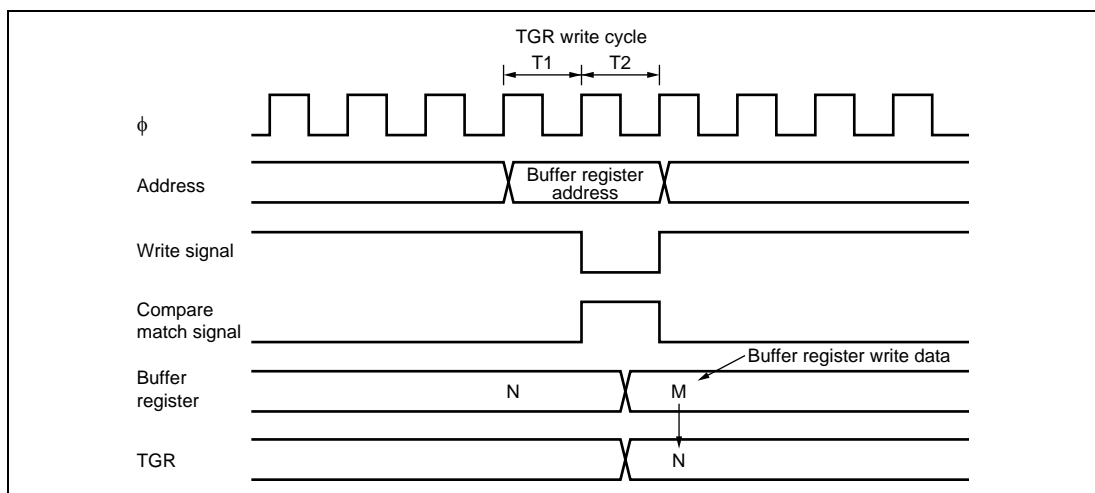 TGR write cycle
T1 T2
ϕ
Address
Buffer register
address
Write signal
Compare
match signal
Buffer register write data
Buffer
register
N M
TGR
N